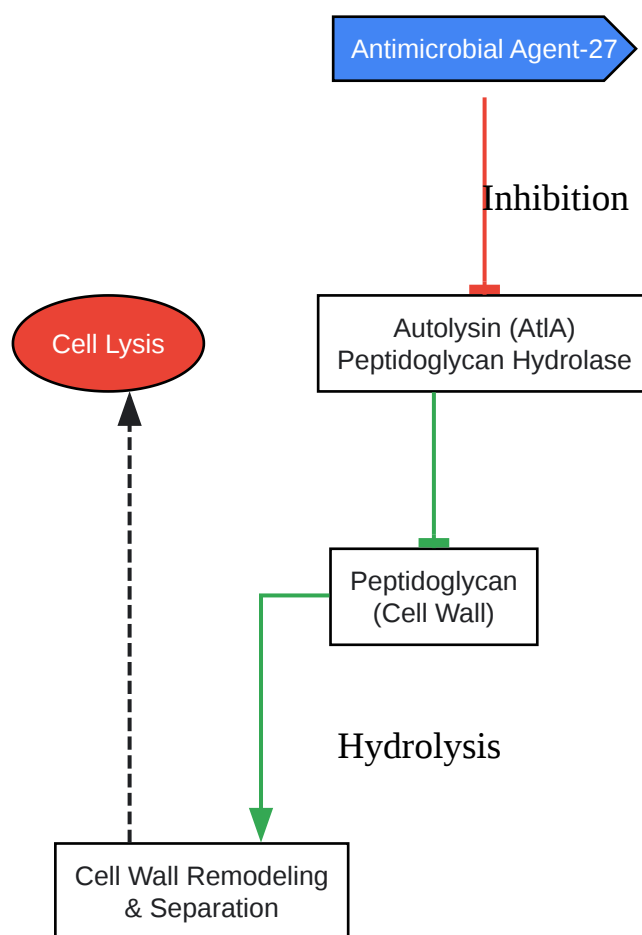 Antimicrobial Agent-27
Inhibition
Autolysin (AtlA)
Peptidoglycan Hydrolase
Cell Lysis
Peptidoglycan
(Cell Wall)
Hydrolysis
Cell Wall Remodeling
& Separation